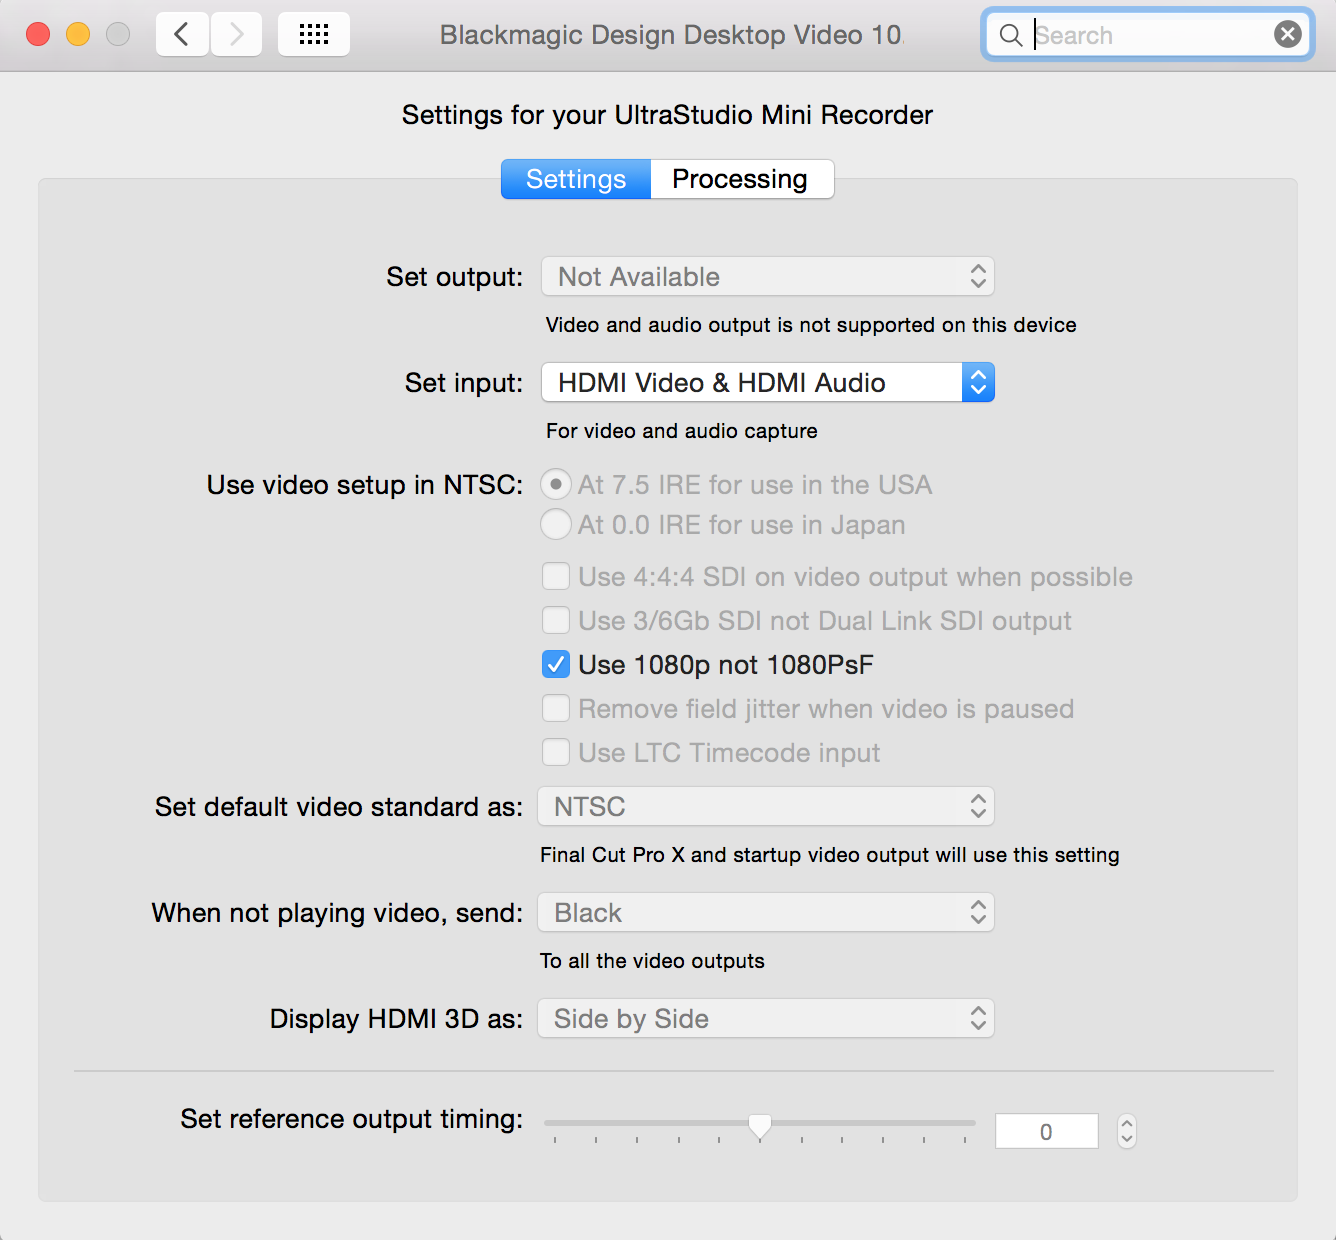 Blackmagic Design Desktop Video 10.
Search
Settings for your UltraStudio Mini Recorder
Settings
Processing
Set output: Not Available
Video and audio output is not supported on this device
Set input: HDMI Video & HDMI Audio
For video and audio capture
Use video setup in NTSC: At 7.5 IRE for use in the USA
At 0.0 IRE for use in Japan
Use 4:4:4 SDI on video output when possible
Use 3/6Gb SDI not Dual Link SDI output
Use 1080p not 1080PsF
Remove field jitter when video is paused
Use LTC Timecode input
Set default video standard as: NTSC
Final Cut Pro X and startup video output will use this setting
When not playing video, send: Black
To all the video outputs
Display HDMI 3D as: Side by Side
Set reference output timing: 0